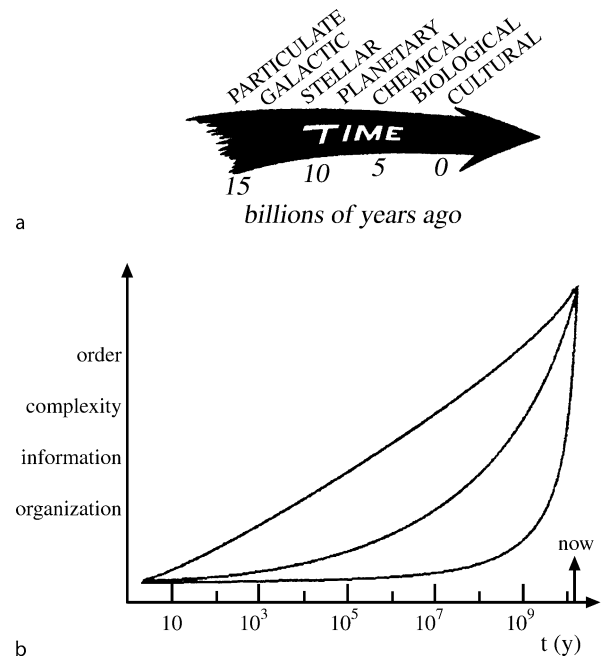 PARTICULATE
GALACTIC
STELLAR
PLANETARY
CHEMICAL
BIOLOGICAL
CULTURAL
TIME
15 10 5 0
billions of years ago
a
order
complexity
information
organization
now
10 10³ 10⁵ 10⁷ 10⁹
t (y)
b